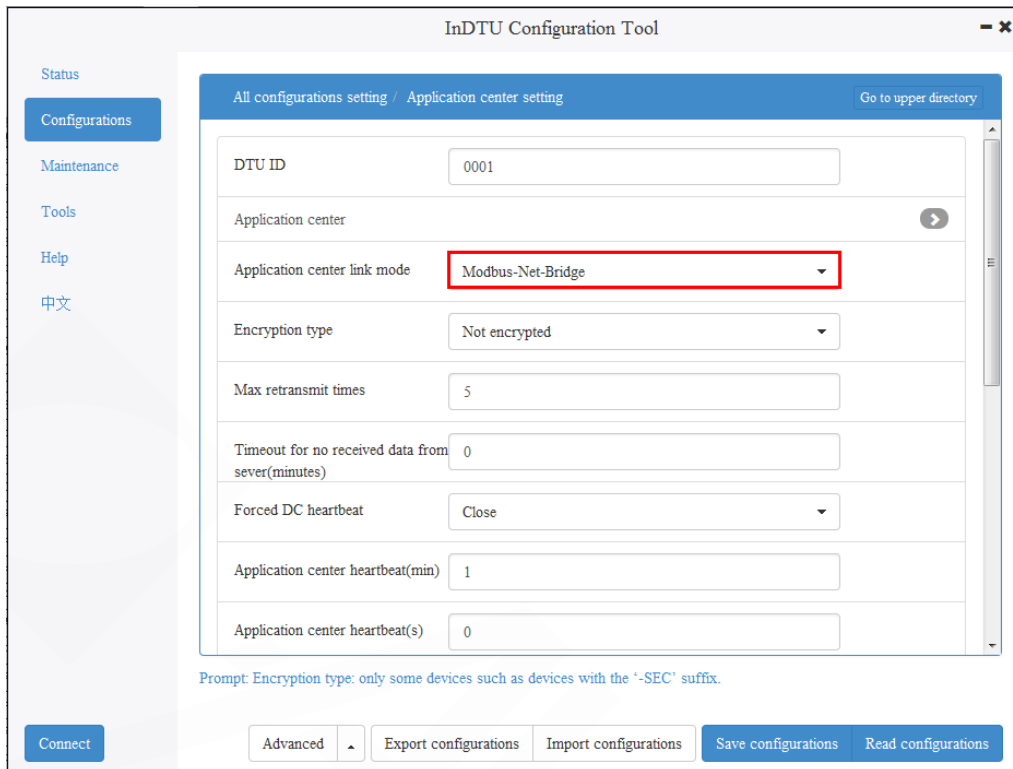 InDTU Configuration Tool
Status
Configurations
Maintenance
Tools
Help
中文
All configurations setting / Application center setting
Go to upper directory
DTU ID
0001
Application center
Application center link mode
Modbus-Net-Bridge
Encryption type
Not encrypted
Max retransmit times
5
Timeout for no received data from
sever(minutes)
0
Forced DC heartbeat
Close
Application center heartbeat(min)
1
Application center heartbeat(s)
0
Prompt: Encryption type: only some devices such as devices with the ‘-SEC’ suffix.
Connect
Advanced
Export configurations
Import configurations
Save configurations
Read configurations